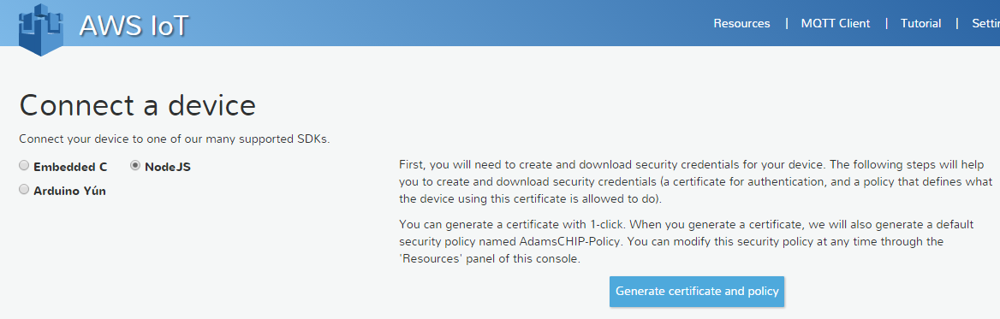 AWS IoT
Resources | MQTT Client | Tutorial |
Connect a device
Connect your device to one of our many supported SDKs.
Embedded C NodeJS
Arduino Yún
First, you will need to create and download security credentials for your device. The following steps will help
you to create and download security credentials (a certificate for authentication, and a policy that defines what
the device using this certificate is allowed to do).
You can generate a certificate with 1-click. When you generate a certificate, we will also generate a default
security policy named AdamsCHIP-Policy. You can modify this security policy at any time through the
'Resources' panel of this console.
Generate certificate and policy